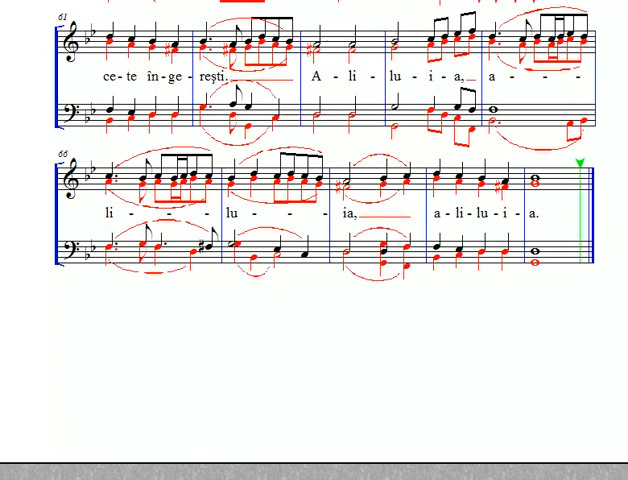 61
ce - te în - ge - rești, A - li - lu - i - a, a - - -
66
li - - - lu - - - ia, a - li - lu - i - a.